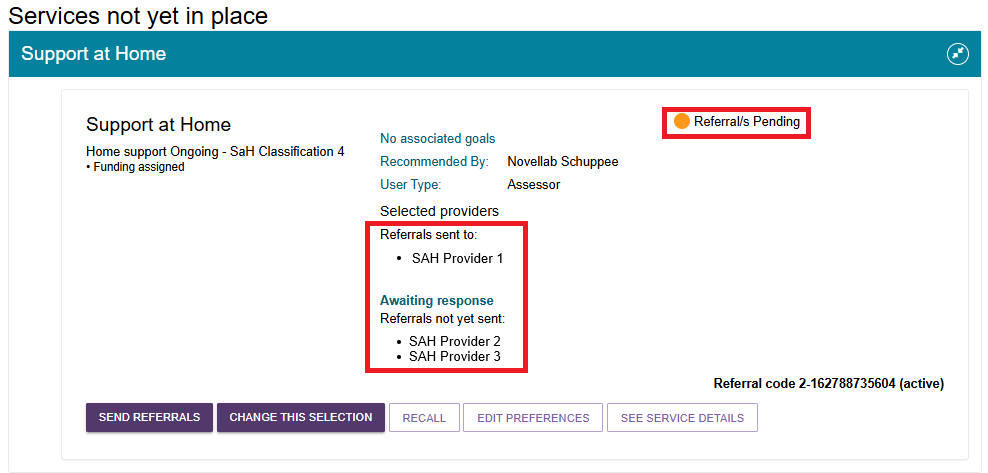 Services not yet in place
Support at Home
Support at Home
Home support Ongoing - SaH Classification 4
• Funding assigned
Referral/s Pending
No associated goals
Recommended By: Novellab Schuppee
User Type: Assessor
Selected providers
Referrals sent to:
• SAH Provider 1
Awaiting response
Referrals not yet sent:
• SAH Provider 2
• SAH Provider 3
Referral code 2-162788735604 (active)
SEND REFERRALS CHANGE THIS SELECTION RECALL EDIT PREFERENCES SEE SERVICE DETAILS